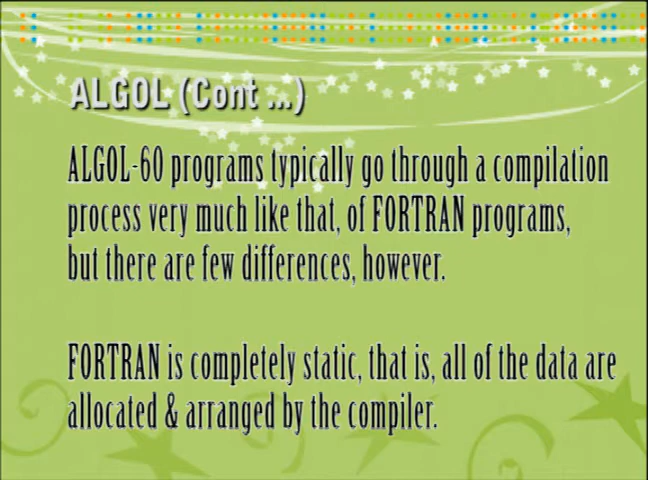 ALGOL (Cont ...)
ALGOL-60 programs typically go through a compilation
process very much like that, of FORTRAN programs,
but there are few differences, however.
FORTRAN is completely static, that is, all of the data are
allocated & arranged by the compiler.